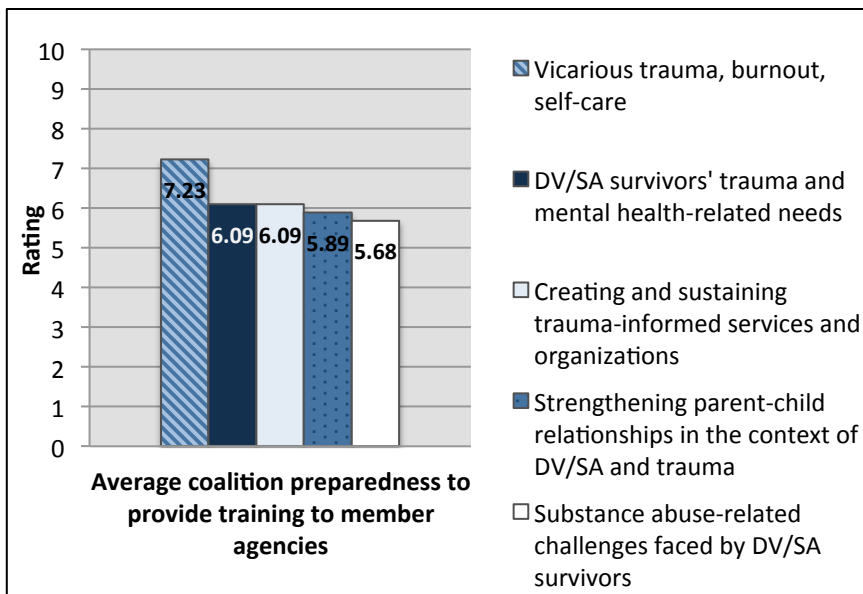 10
9
8
7
6
5
4
3
2
1
0
Rating
7.23
6.09
6.09
5.89
5.68
Average coalition preparedness to
provide training to member
agencies
Vicarious trauma, burnout,
self-care
DV/SA survivors' trauma and
mental health-related needs
Creating and sustaining
trauma-informed services and
organizations
Strengthening parent-child
relationships in the context of
DV/SA and trauma
Substance abuse-related
challenges faced by DV/SA
survivors